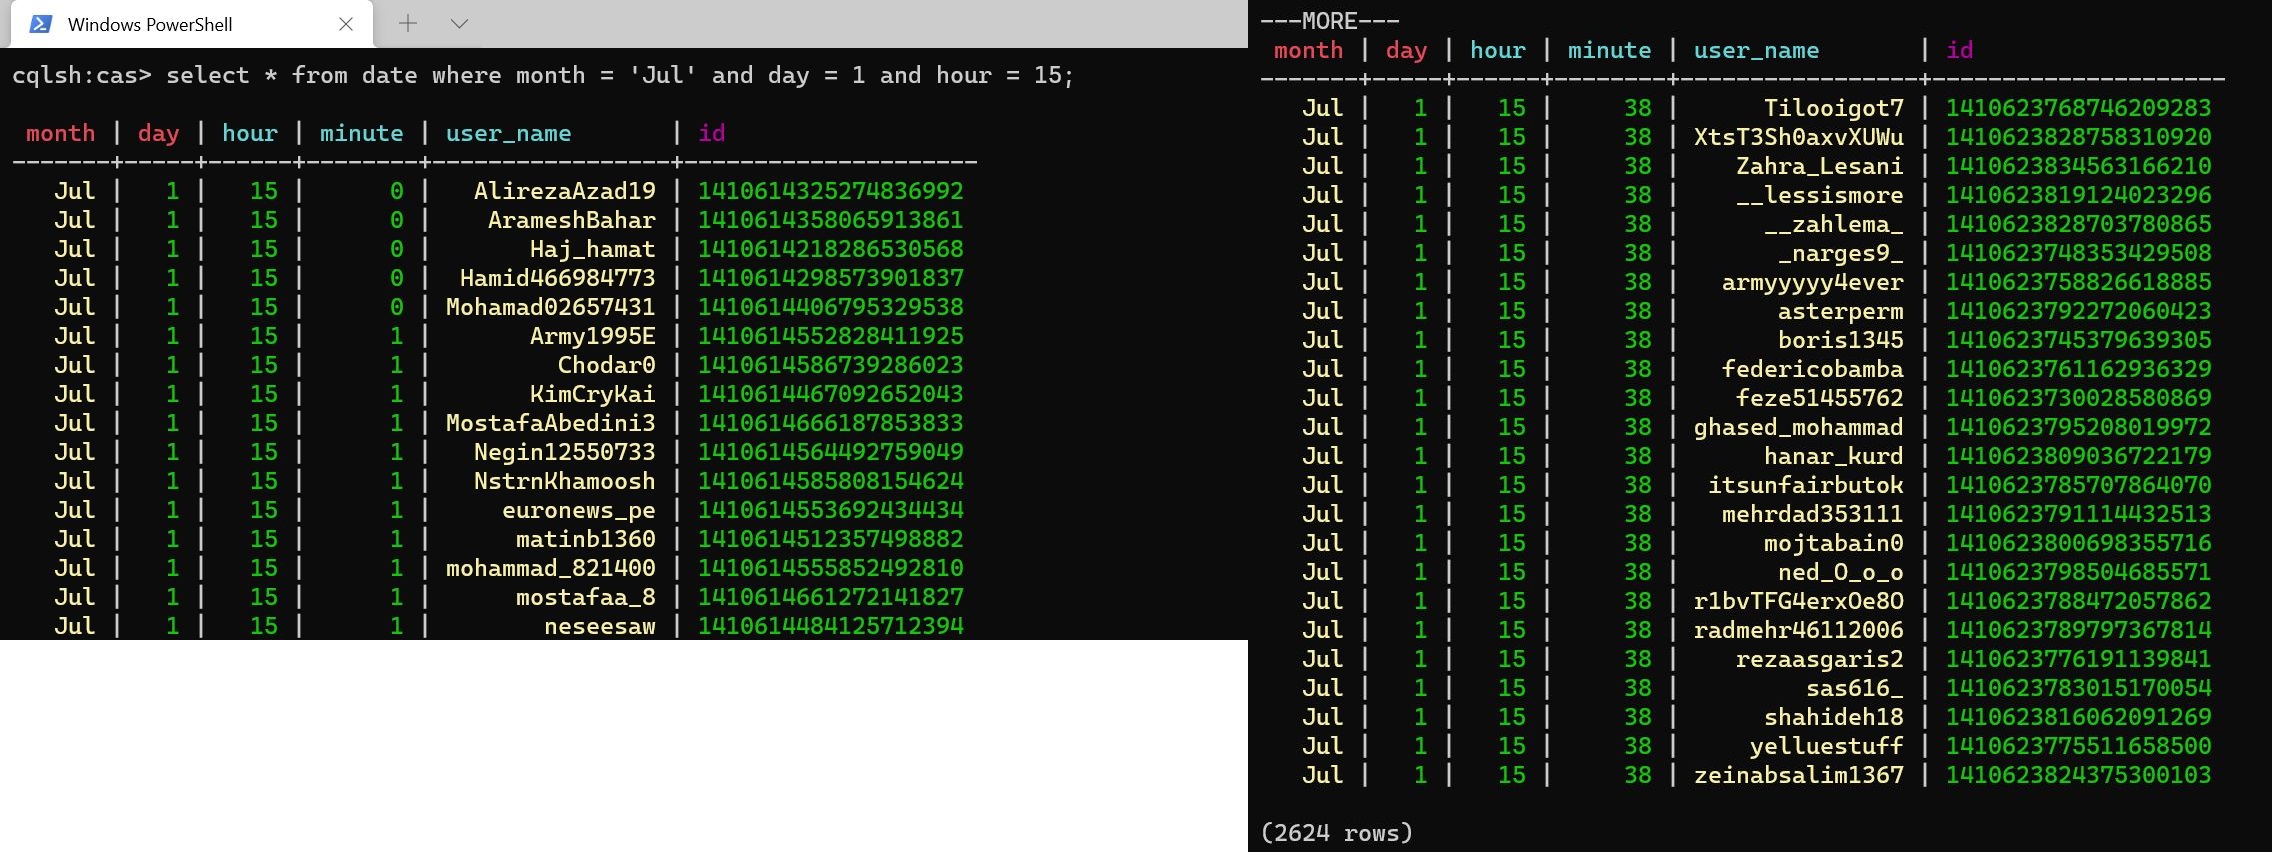 Windows PowerShell
cqlsh:cas> select * from date where month = 'Jul' and day = 1 and hour = 15;
month | day | hour | minute | user_name | id
-------+-----+------+--------+-----------------+---------------------
Jul | 1 | 15 | 0 | AlirezaAzad19 | 1410614325274836992
Jul | 1 | 15 | 0 | ArameshBahar | 1410614358065913861
Jul | 1 | 15 | 0 | Haj_hamat | 1410614218286530568
Jul | 1 | 15 | 0 | Hamid466984773 | 1410614298573901837
Jul | 1 | 15 | 0 | Mohamad02657431 | 1410614406795329538
Jul | 1 | 15 | 1 | Army1995E | 1410614552828411925
Jul | 1 | 15 | 1 | Chodar0 | 1410614586739286023
Jul | 1 | 15 | 1 | KimCryKai | 1410614467092652043
Jul | 1 | 15 | 1 | MostafaAbedini3 | 1410614666187853833
Jul | 1 | 15 | 1 | Negin12550733 | 1410614564492759049
Jul | 1 | 15 | 1 | NstrnKhamoosh | 1410614585808154624
Jul | 1 | 15 | 1 | euronews_pe | 1410614553692434434
Jul | 1 | 15 | 1 | matinb1360 | 1410614512357498882
Jul | 1 | 15 | 1 | mohammad_821400 | 1410614555852492810
Jul | 1 | 15 | 1 | mostafaa_8 | 1410614661272141827
Jul | 1 | 15 | 1 | neseesaw | 1410614484125712394
---MORE---
month | day | hour | minute | user_name | id
-------+-----+------+--------+-----------------+---------------------
Jul | 1 | 15 | 38 | Tilooigot7 | 1410623768746209283
Jul | 1 | 15 | 38 | XtsT3Sh0axvXUWu | 1410623828758310920
Jul | 1 | 15 | 38 | Zahra_Lesani | 1410623834563166210
Jul | 1 | 15 | 38 | __lessismore | 1410623819124023296
Jul | 1 | 15 | 38 | __zahlema_ | 1410623828703780865
Jul | 1 | 15 | 38 | _narges9_ | 1410623748353429508
Jul | 1 | 15 | 38 | armyyyyy4ever | 1410623758826618885
Jul | 1 | 15 | 38 | asterperm | 1410623792272060423
Jul | 1 | 15 | 38 | boris1345 | 1410623745379639305
Jul | 1 | 15 | 38 | federicobamba | 1410623761162936329
Jul | 1 | 15 | 38 | feze51455762 | 1410623730028580869
Jul | 1 | 15 | 38 | ghased_mohammad | 1410623795208019972
Jul | 1 | 15 | 38 | hanar_kurd | 1410623809036722179
Jul | 1 | 15 | 38 | itsunfairbutok | 1410623785707864070
Jul | 1 | 15 | 38 | mehrdad353111 | 1410623791114432513
Jul | 1 | 15 | 38 | mojtabain0 | 1410623800698355716
Jul | 1 | 15 | 38 | ned_O_o_o | 1410623798504685571
Jul | 1 | 15 | 38 | r1bvTFG4erxOe8O | 1410623788472057862
Jul | 1 | 15 | 38 | radmehr46112006 | 1410623789797367814
Jul | 1 | 15 | 38 | rezaasgaris2 | 1410623776191139841
Jul | 1 | 15 | 38 | sas616_ | 1410623783015170054
Jul | 1 | 15 | 38 | shahideh18 | 1410623816062091269
Jul | 1 | 15 | 38 | yelluestuff | 1410623775511658500
Jul | 1 | 15 | 38 | zeinabsalim1367 | 1410623824375300103
(2624 rows)